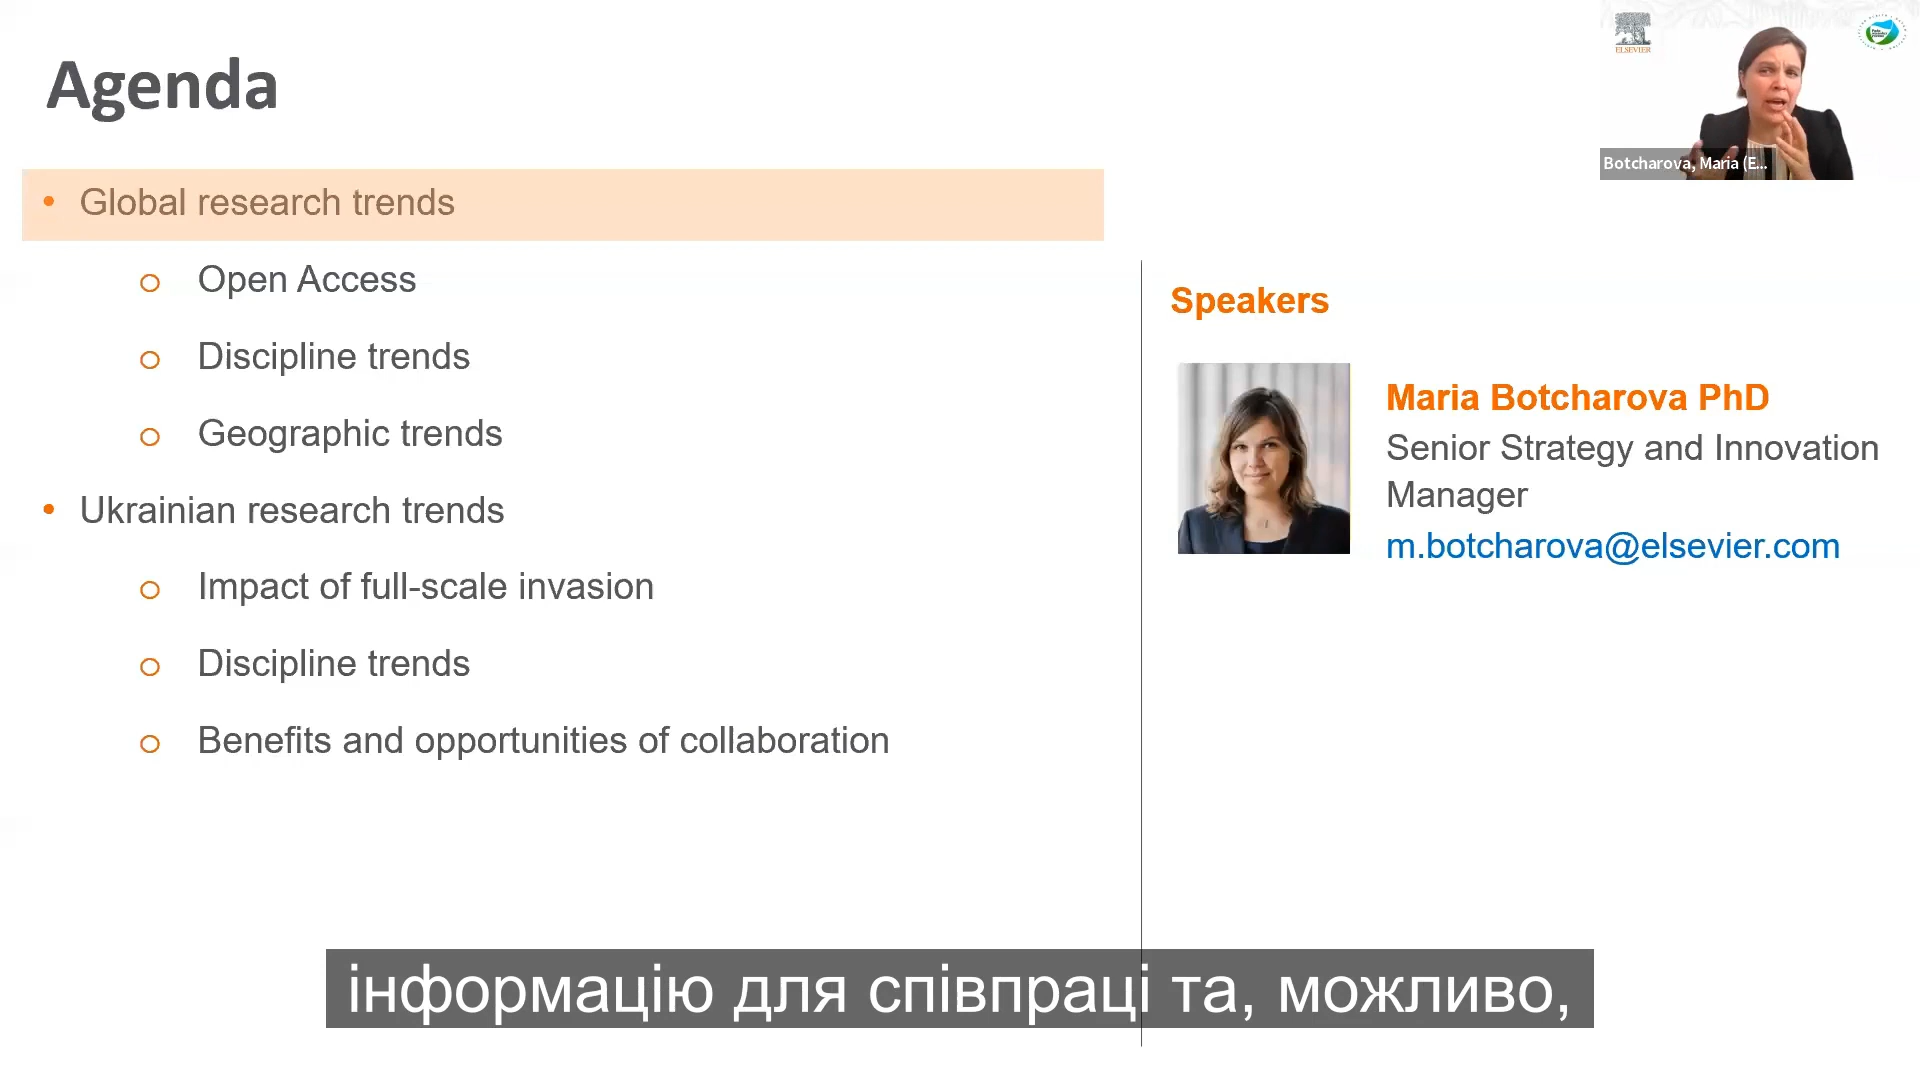 Agenda
• Global research trends
o Open Access
o Discipline trends
o Geographic trends
• Ukrainian research trends
o Impact of full-scale invasion
o Discipline trends
o Benefits and opportunities of collaboration
Speakers
Maria Botcharova PhD
Senior Strategy and Innovation
Manager
m.botcharova@elsevier.com
ELSEVIER
Botcharova, Maria (E...
інформацію для співпраці та, можливо,